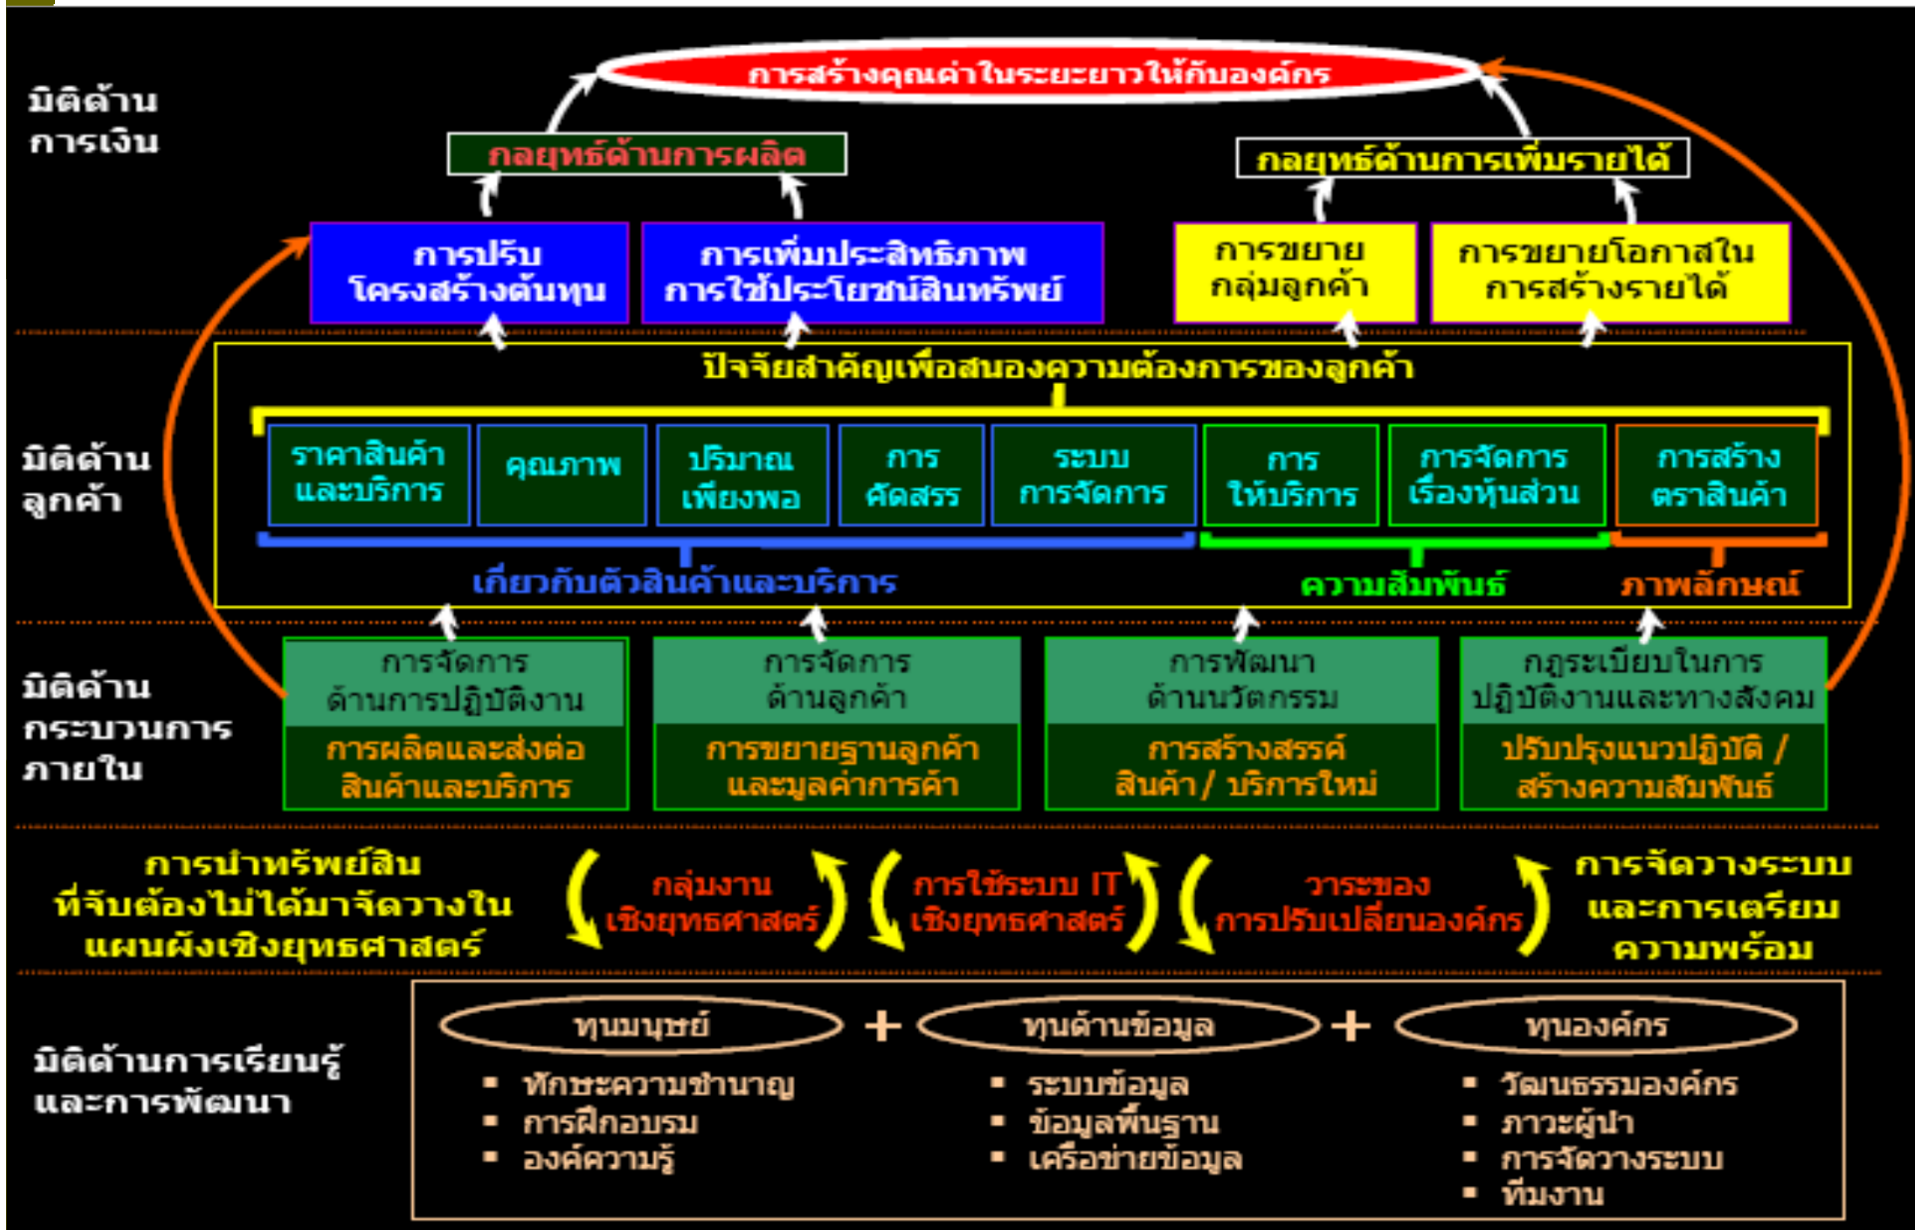 การสร้างคุณค่าในระยะยาวให้กับองค์กร
มิติด้าน
การเงิน
กลยุทธ์ด้านการผลิต
กลยุทธ์ด้านการเพิ่มรายได้
การปรับ
โครงสร้างต้นทุน
การเพิ่มประสิทธิภาพ
การใช้ประโยชน์สินทรัพย์
การขยาย
กลุ่มลูกค้า
การขยายโอกาสใน
การสร้างรายได้
ปัจจัยสำคัญเพื่อสนองความต้องการของลูกค้า
มิติด้าน
ลูกค้า
ราคาสินค้า
และบริการ
คุณภาพ
ปริมาณ
เพียงพอ
การ
คัดสรร
ระบบ
การจัดการ
การ
ให้บริการ
การจัดการ
เรื่องหุ้นส่วน
การสร้าง
ตราสินค้า
เกี่ยวกับตัวสินค้าและบริการ
ความสัมพันธ์
ภาพลักษณ์
มิติด้าน
กระบวนการ
ภายใน
การจัดการ
ด้านการปฏิบัติงาน
การผลิตและส่งต่อ
สินค้าและบริการ
การจัดการ
ด้านลูกค้า
การขยายฐานลูกค้า
และมูลค่าการค้า
การพัฒนา
ด้านนวัตกรรม
การสร้างสรรค์
สินค้า/ บริการใหม่
กฎระเบียบในการ
ปฏิบัติงานและทางสังคม
ปรับปรุงแนวปฏิบัติ /
สร้างความสัมพันธ์
การนำทรัพย์สิน
ที่จับต้องไม่ได้มาจัดวางใน
แผนผังเชิงยุทธศาสตร์
กลุ่มงาน
เชิงยุทธศาสตร์
การใช้ระบบ IT
เชิงยุทธศาสตร์
วาระของ
การปรับเปลี่ยนองค์กร
การจัดวางระบบ
และการเตรียม
ความพร้อม
มิติด้านการเรียนรู้
และการพัฒนา
ทุนมนุษย์
+
ทุนด้านข้อมูล
+
ทุนองค์กร
▪ ทักษะความชำนาญ
▪ การฝึกอบรม
▪ องค์ความรู้
▪ ระบบข้อมูล
▪ ข้อมูลพื้นฐาน
▪ เครือข่ายข้อมูล
▪ วัฒนธรรมองค์กร
▪ ภาวะผู้นำ
▪ การจัดวางระบบ
▪ ทีมงาน